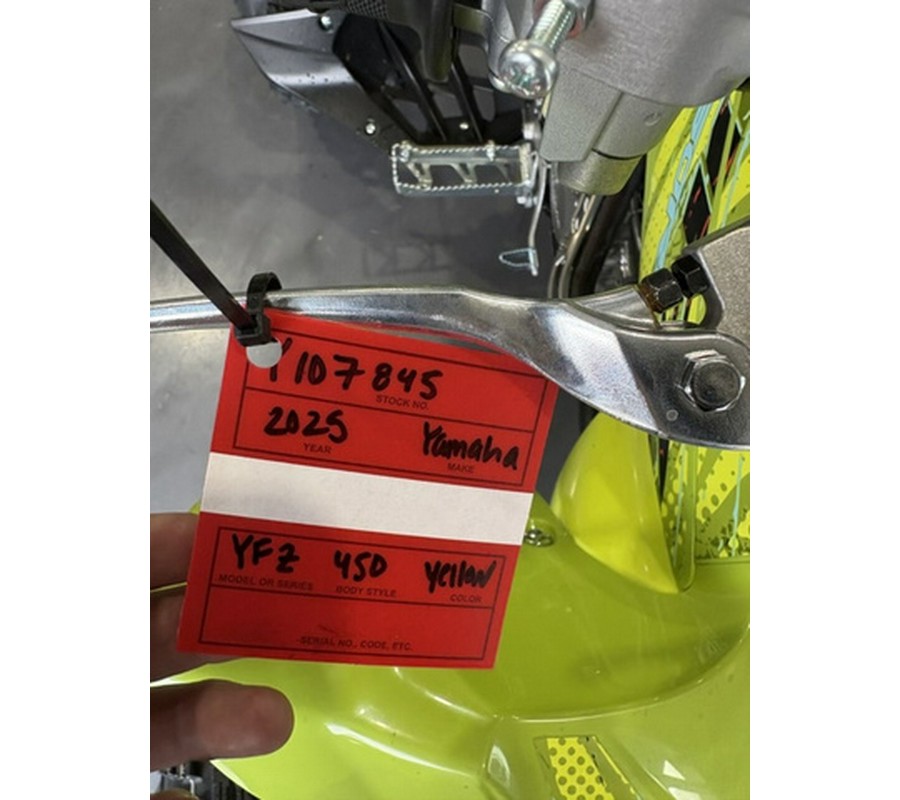 Y107845
STOCK NO.
2025 Yamaha
YEAR MAKE
YFZ 450 Yellow
MODEL OR SERIES BODY STYLE COLOR
SERIAL NO., CODE, ETC.